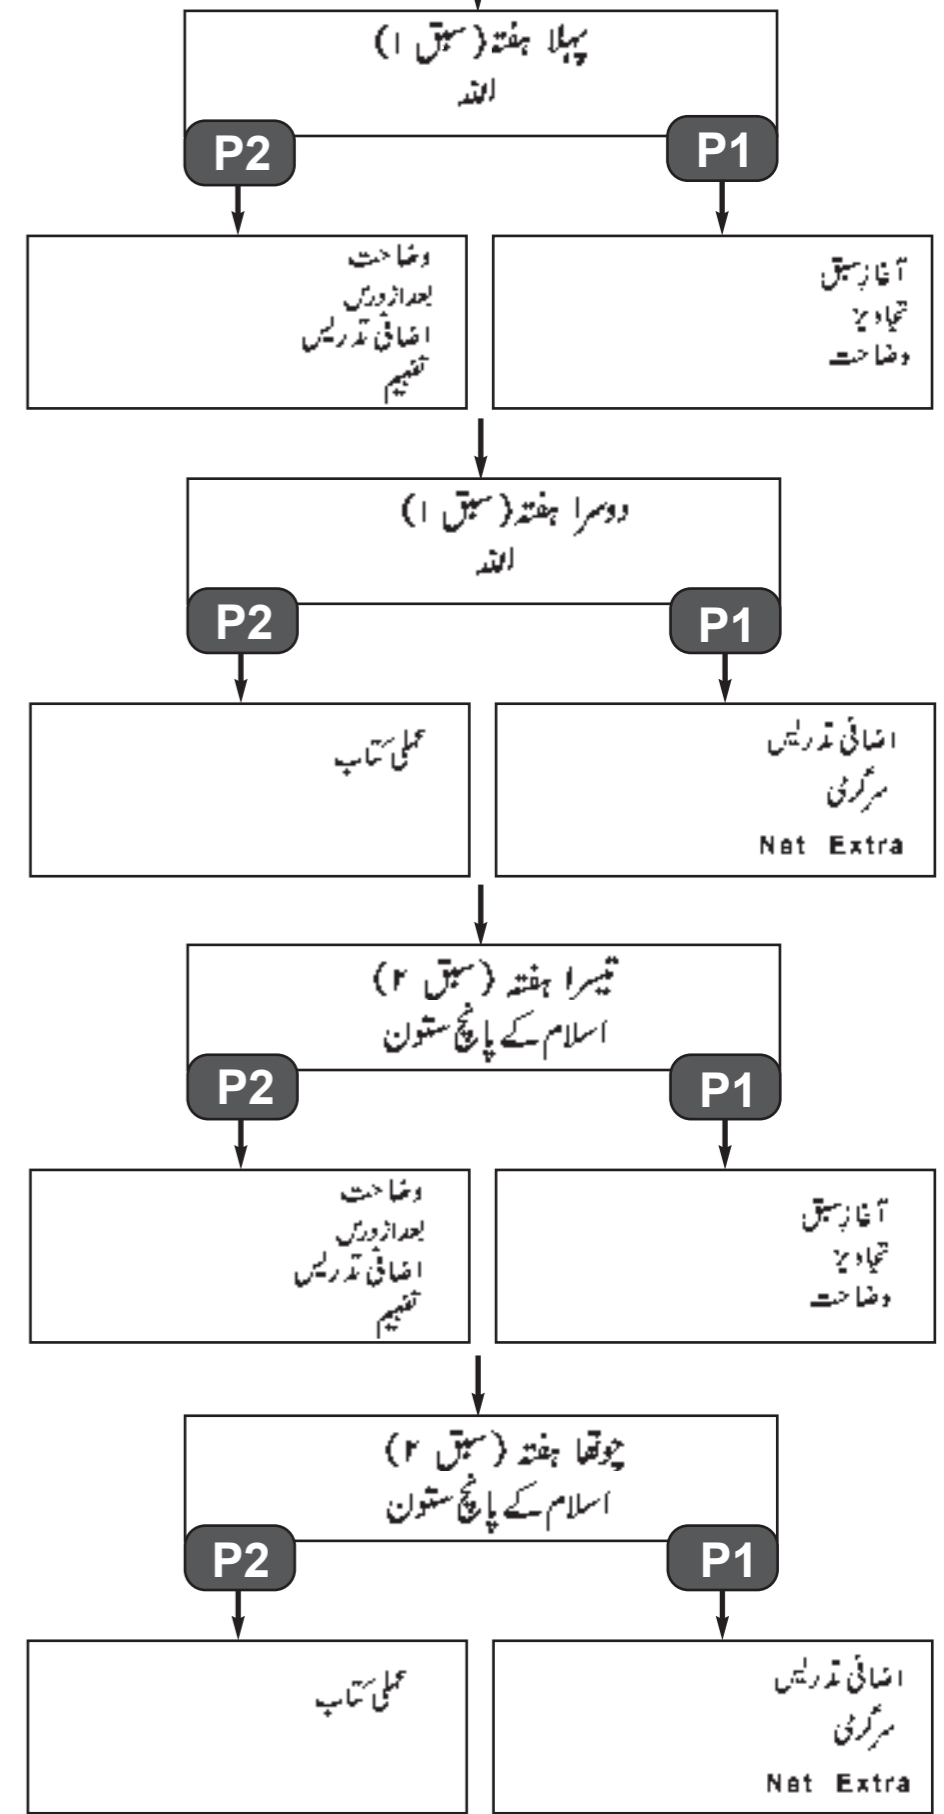 پہلا ہفتہ (سبق ۱)
اللہ
P1
P2
آغازِ سبق
تجاویز
وضاحت
وضاحت
بعد از درس
اضافی تدریس
تفہیم
دوسرا ہفتہ (سبق ۱)
اللہ
P1
P2
اضافی تدریس
سرگرمی
Net Extra
عملی کتاب
تیسرا ہفتہ (سبق ۲)
اسلام کے پانچ ستون
P1
P2
آغازِ سبق
تجاویز
وضاحت
وضاحت
بعد از درس
اضافی تدریس
تفہیم
چوتھا ہفتہ (سبق ۲)
اسلام کے پانچ ستون
P1
P2
اضافی تدریس
سرگرمی
Net Extra
عملی کتاب